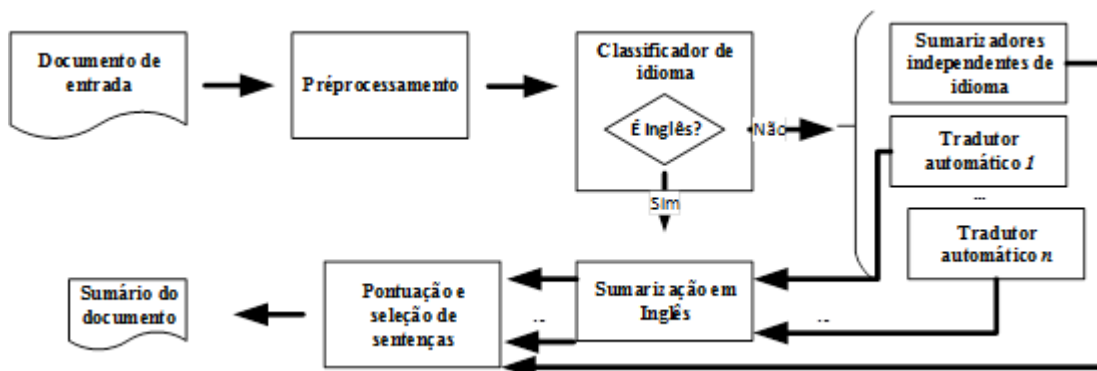 Documento de
entrada
Préprocessamento
Classificador de
idioma
É Inglês?
Não
Sim
Sumarizadores
independentes de
idioma
Tradutor
automático 1
...
Tradutor
automático n
...
Sumarização em
Inglês
...
Pontuação e
seleção de
sentenças
Sumário do
documento